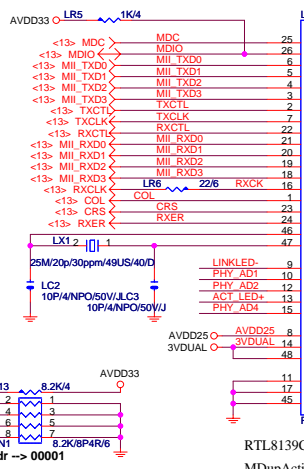 LR5 1K/4
AVDD33
<13> MDC MDC 25
<13> MDIO MDIO 26
<13> MII_TXD0 MII_TXD0 6
<13> MII_TXD1 MII_TXD1 5
<13> MII_TXD2 MII_TXD2 4
<13> MII_TXD3 MII_TXD3 3
<13> TXCTL TXCTL 2
<13> TXCLK TXCLK 7
<13> RXCTL RXCTL 22
<13> MII_RXD0 MII_RXD0 21
<13> MII_RXD1 MII_RXD1 20
<13> MII_RXD2 MII_RXD2 19
<13> MII_RXD3 MII_RXD3 18
<13> RXCLK LR6 22/6 RXCK 16
<13> COL COL 1
<13> CRS CRS 23
<13> RXER RXER 24
46
LX1 2 1 47
25M/20p/30ppm/49US/40/D
LINKLED- 9
PHY_AD1 10
LC2 PHY_AD2 12
10P/4/NPO/50V/JLC3 ACT_LED+ 13
10P/4/NPO/50V/J PHY_AD4 15
AVDD25 AVDD25 8
3VDUAL 3VDUAL 14
48
AVDD33
11
13 8.2K/4 17
2 1 45
4 3
6 5
8 7
N1 8.2K/8P4R/6
dr --> 00001
RTL8139C
MDupActi